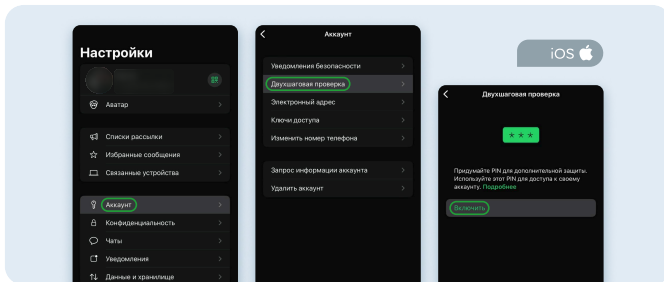 Настройки
Аватар
Списки рассылки
Избранные сообщения
Связанные устройства
Аккаунт
Конфиденциальность
Чаты
Уведомления
Данные и хранилище
Аккаунт
Уведомления безопасности
Двухшаговая проверка
Электронный адрес
Ключи доступа
Изменить номер телефона
Запрос информации аккаунта
Удалить аккаунт
iOS
Двухшаговая проверка
***
Придумайте PIN для дополнительной защиты.
Используйте этот PIN для доступа к своему
аккаунту. Подробнее
Включить